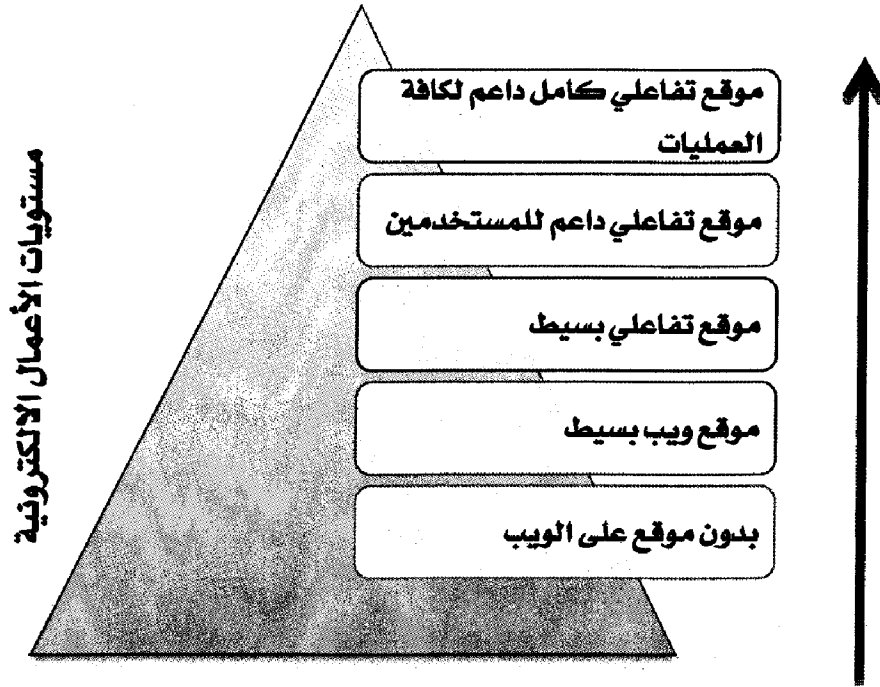 موقع تفاعلي كامل داعم لكافة
العمليات
موقع تفاعلي داعم للمستخدمين
موقع تفاعلي بسيط
موقع ويب بسيط
بدون موقع على الويب
مستويات الأعمال الالكترونية